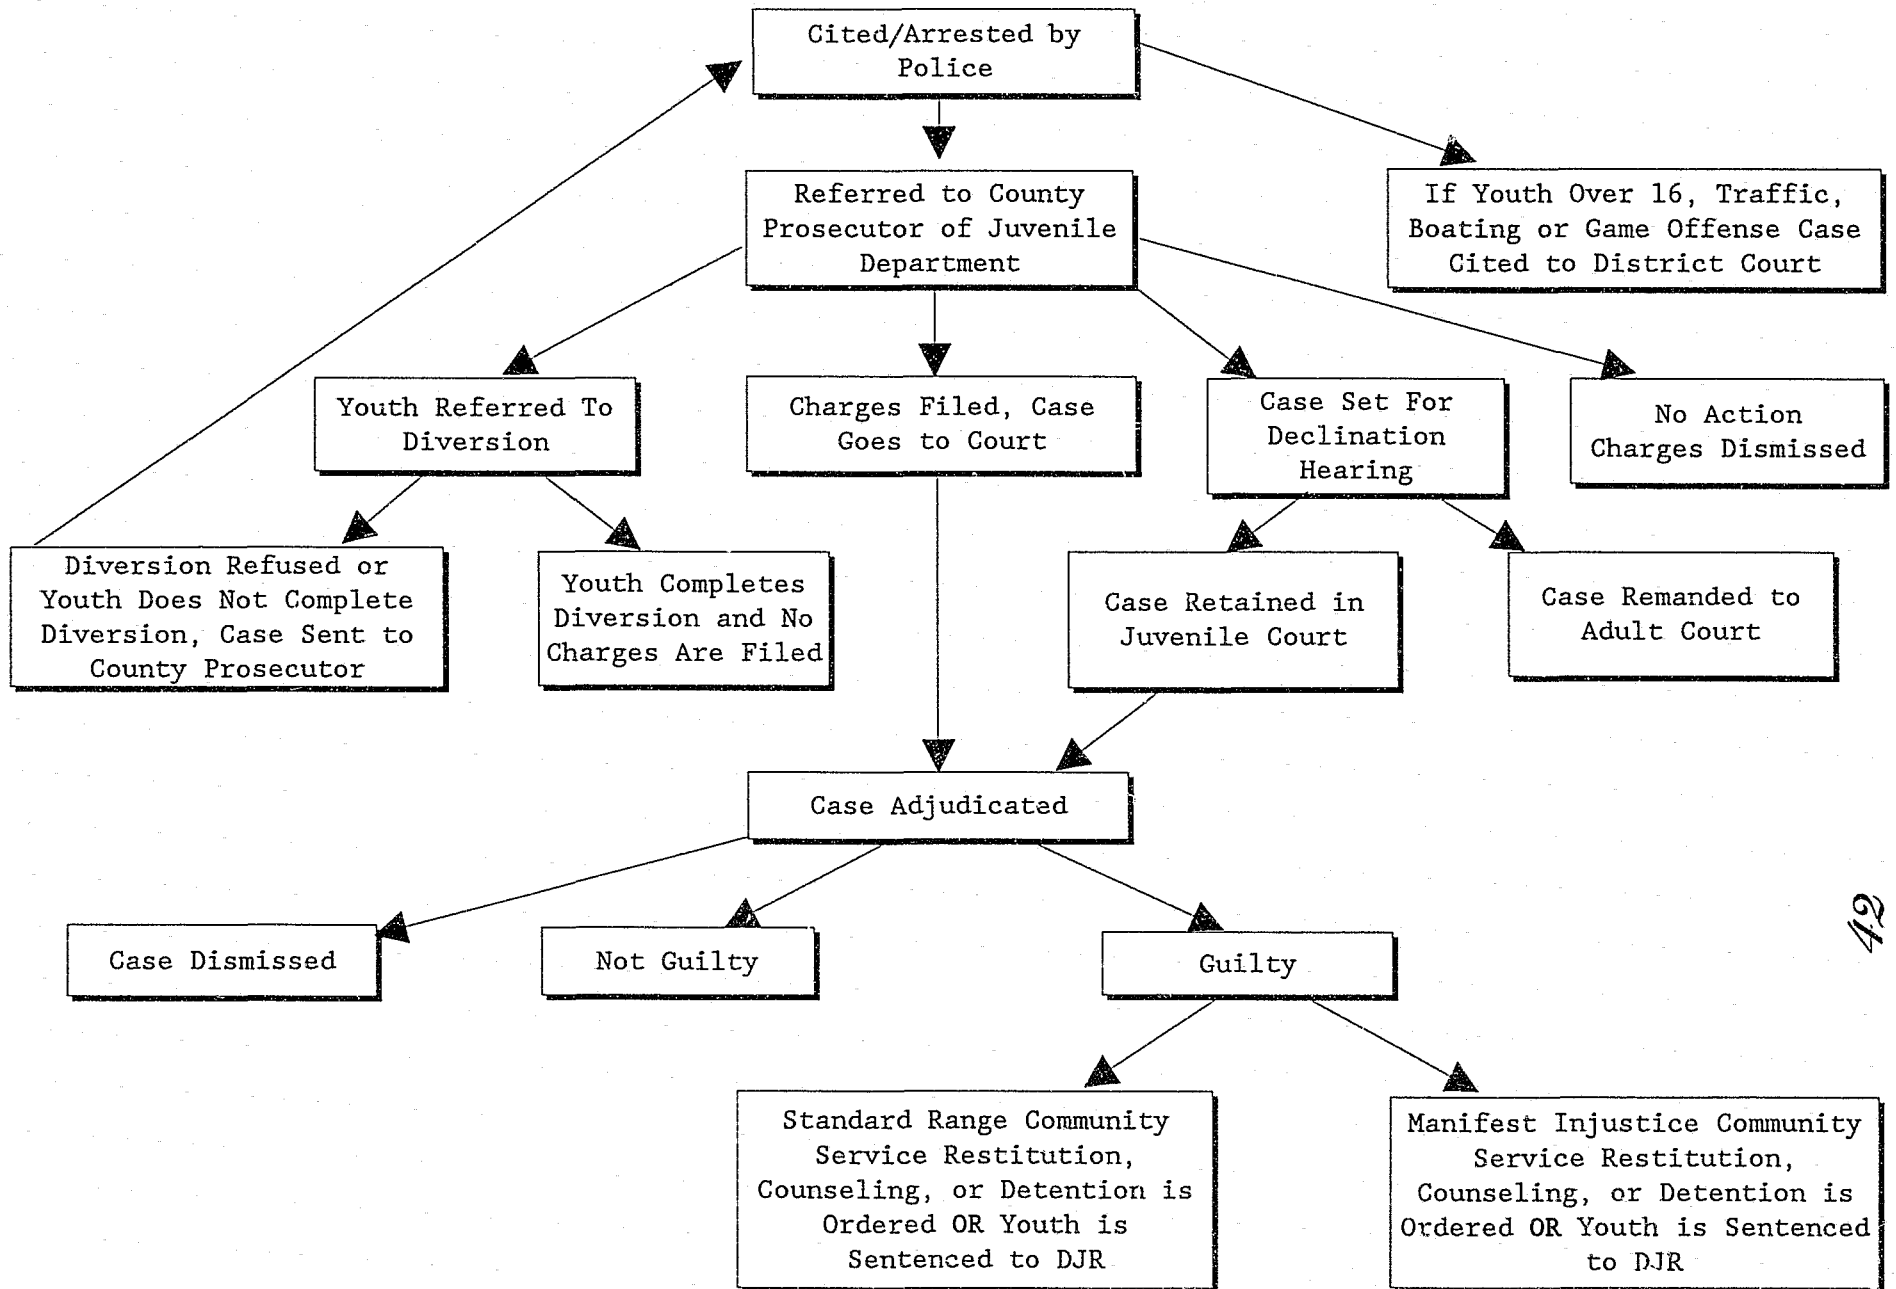 Cited/Arrested by
Police
Referred to County
Prosecutor of Juvenile
Department
If Youth Over 16, Traffic,
Boating or Game Offense Case
Cited to District Court
Youth Referred To
Diversion
Charges Filed, Case
Goes to Court
Case Set For
Declination
Hearing
No Action
Charges Dismissed
Diversion Refused or
Youth Does Not Complete
Diversion, Case Sent to
County Prosecutor
Youth Completes
Diversion and No
Charges Are Filed
Case Retained in
Juvenile Court
Case Remanded to
Adult Court
Case Adjudicated
Case Dismissed
Not Guilty
Guilty
42
Standard Range Community
Service Restitution,
Counseling, or Detention is
Ordered OR Youth is
Sentenced to DJR
Manifest Injustice Community
Service Restitution,
Counseling, or Detention is
Ordered OR Youth is Sentenced
to DJR